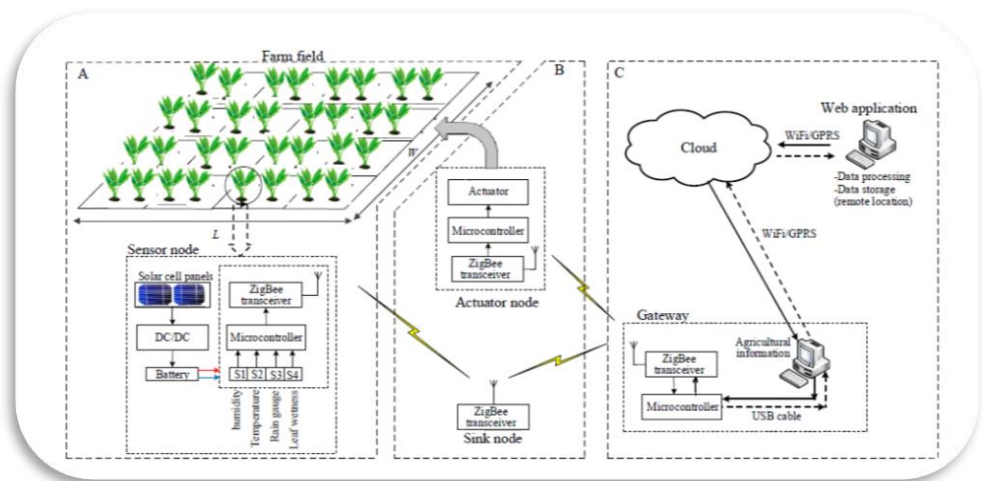 Farm field
A
W
L
Sensor node
Solar cell panels
DC/DC
Battery
ZigBee
transceiver
Microcontroller
S1 S2 S3 S4
humidity
Temperature
Rain gauge
Leaf wetness
B
Actuator
Microcontroller
ZigBee
transceiver
Actuator node
ZigBee
transceiver
Sink node
C
Cloud
Web application
WiFi/GPRS
-Data processing
-Data storage
(remote location)
WiFi/GPRS
Gateway
Agricultural
information
ZigBee
transceiver
Microcontroller
USB cable